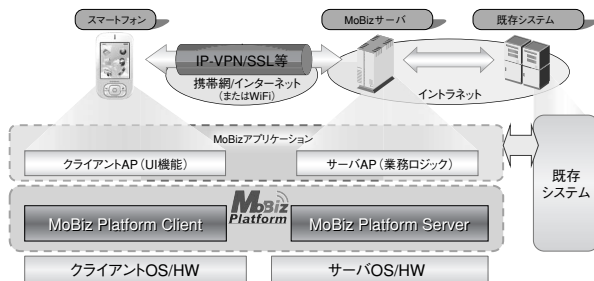 スマートフォン
MoBizサーバ
既存システム
IP-VPN/SSL等
携帯網/インターネット
(またはWiFi)
イントラネット
MoBizアプリケーション
クライアントAP(UI機能)
サーバAP(業務ロジック)
既存
システム
MoBiz
Platform
MoBiz Platform Client
MoBiz Platform Server
クライアントOS/HW
サーバOS/HW